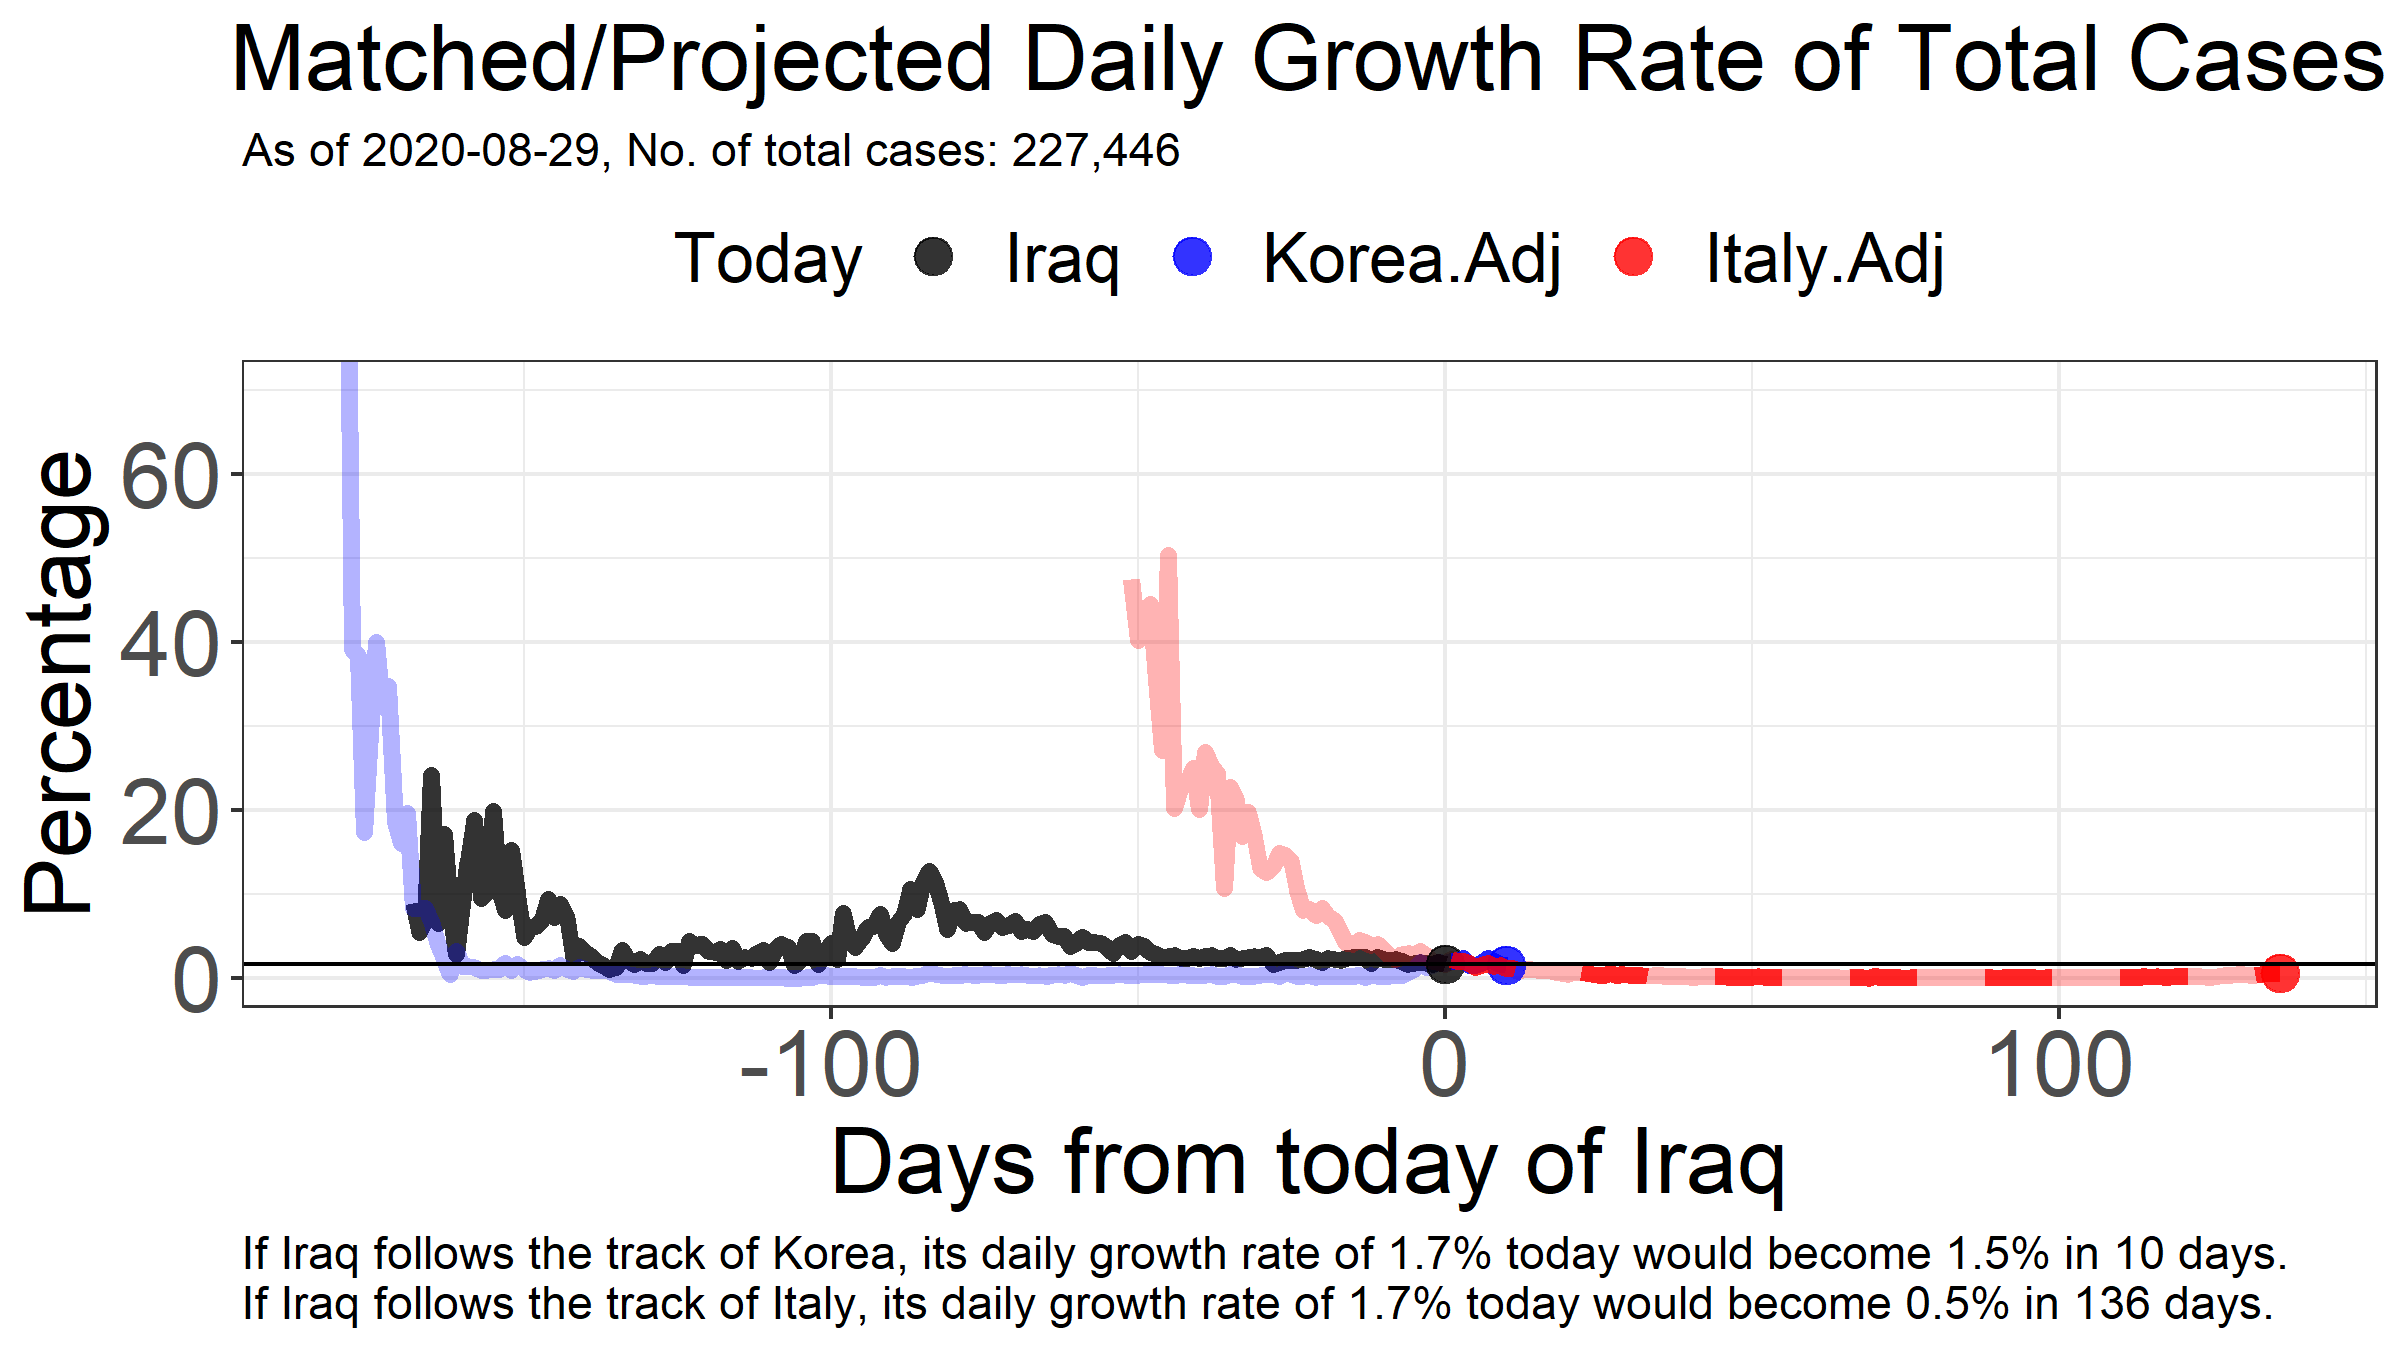 Matched/Projected Daily Growth Rate of Total Cases
As of 2020-08-29, No. of total cases: 227,446
Today Iraq Korea.Adj Italy.Adj
Percentage
60
40
20
0
-100 0 100
Days from today of Iraq
If Iraq follows the track of Korea, its daily growth rate of 1.7% today would become 1.5% in 10 days.
If Iraq follows the track of Italy, its daily growth rate of 1.7% today would become 0.5% in 136 days.